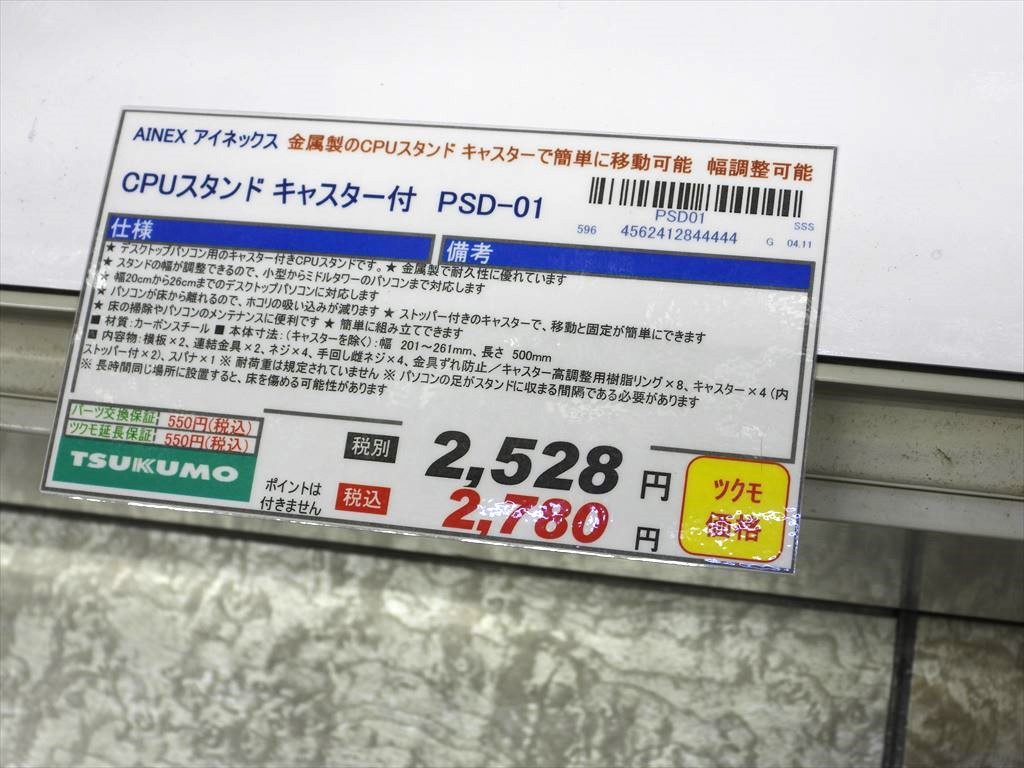 AINEX アイネックス 金属製のCPUスタンド キャスターで簡単に移動可能 幅調整可能
CPUスタンド キャスター付 PSD-01
PSD01
596 4562412844444 G 04.11 SSS
仕様
備考
★ デスクトップパソコン用のキャスター付きCPUスタンドです。★ 金属製で耐久性に優れています
★ スタンドの幅が調整できるので、小型からミドルタワーのパソコンまで対応します
★ 幅20cmから26cmまでのデスクトップパソコンに対応します
★ パソコンが床から離れるので、ホコリの吸い込みが減ります ★ ストッパー付きのキャスターで、移動と固定が簡単にできます
★ 床の掃除やパソコンのメンテナンスに便利です ★ 簡単に組み立てできます
■ 材質:カーボンスチール ■ 本体寸法:(キャスターを除く):幅 201~261mm、長さ 500mm
■ 内容物:横板×2、連結金具×2、ネジ×4、手回し雌ネジ×4、金具ずれ防止/キャスター高調整用樹脂リング×8、キャスター×4(内
ストッパー付×2)、スパナ×1 ※ 耐荷重は規定されていません ※ パソコンの足がスタンドに収まる間隔である必要があります
※ 長時間同じ場所に設置すると、床を傷める可能性があります
パーツ交換保証 550円(税込)
ツクモ延長保証 550円(税込)
TSUKUMO
ポイントは
付きません
税別 2,528 円
税込 2,780 円
ツクモ
価格